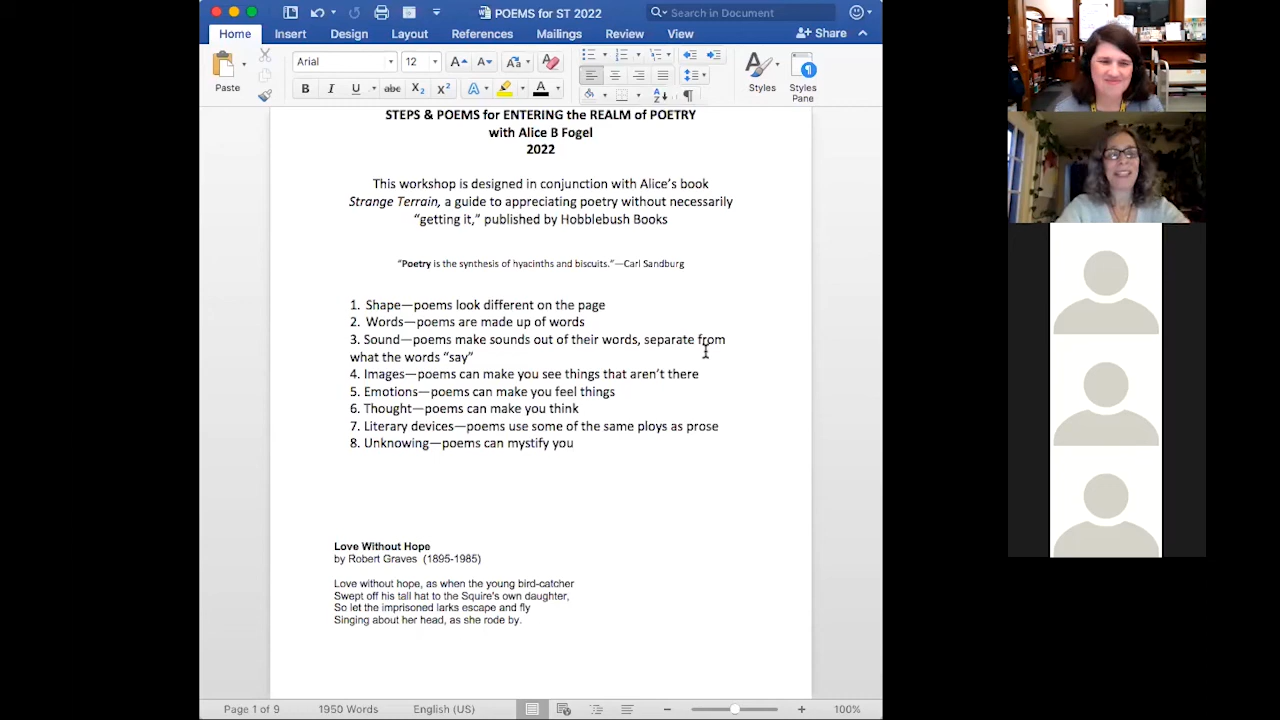 POEMS for ST 2022
Search in Document
Home Insert Design Layout References Mailings Review View Share
Paste
Arial
12
Styles
Styles Pane
STEPS & POEMS for ENTERING the REALM of POETRY
with Alice B Fogel
2022
This workshop is designed in conjunction with Alice's book
Strange Terrain, a guide to appreciating poetry without necessarily
“getting it,” published by Hobblebush Books
“Poetry is the synthesis of hyacinths and biscuits.”—Carl Sandburg
1. Shape—poems look different on the page
2. Words—poems are made up of words
3. Sound—poems make sounds out of their words, separate from
what the words “say”
4. Images—poems can make you see things that aren't there
5. Emotions—poems can make you feel things
6. Thought—poems can make you think
7. Literary devices—poems use some of the same ploys as prose
8. Unknowing—poems can mystify you
Love Without Hope
by Robert Graves (1895-1985)
Love without hope, as when the young bird-catcher
Swept off his tall hat to the Squire's own daughter,
So let the imprisoned larks escape and fly
Singing about her head, as she rode by.
Page 1 of 9 1950 Words English (US) 100%